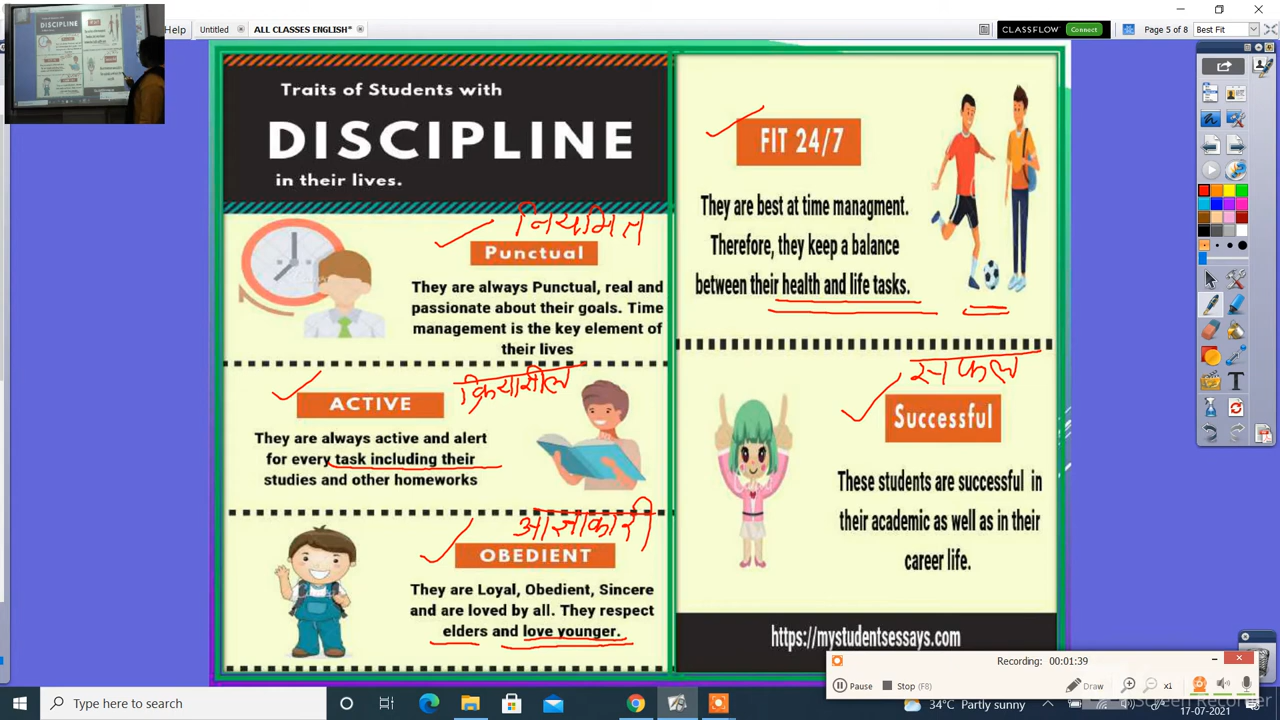 Help
Untitled
ALL CLASSES ENGLISH*
CLASSFLOW
Connect
Page 5 of 8
Best Fit
Traits of Students with
DISCIPLINE
in their lives.
नियमित
Punctual
They are always Punctual, real and
passionate about their goals. Time
management is the key element of
their lives
क्रियासील
ACTIVE
They are always active and alert
for every task including their
studies and other homeworks
आज्ञाकारी
OBEDIENT
They are Loyal, Obedient, Sincere
and are loved by all. They respect
elders and love younger.
FIT 24/7
They are best at time managment.
Therefore, they keep a balance
between their health and life tasks.
सफल
Successful
These students are successful in
their academic as well as in their
career life.
https://mystudentsessays.com
Recording: 00:01:39
Pause
Stop (F8)
x1
Draw
Screen Recorder
Type here to search
34°C Partly sunny
17-07-2021